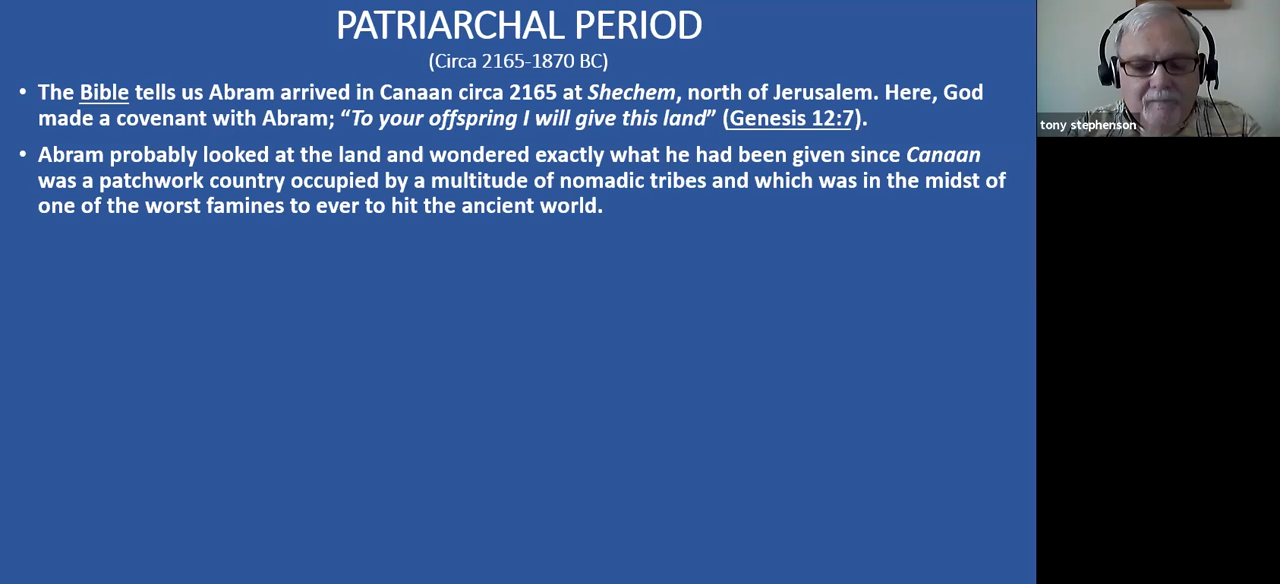 PATRIARCHAL PERIOD
(Circa 2165-1870 BC)
• The Bible tells us Abram arrived in Canaan circa 2165 at Shechem, north of Jerusalem. Here, God
made a covenant with Abram; “To your offspring I will give this land” (Genesis 12:7).
• Abram probably looked at the land and wondered exactly what he had been given since Canaan
was a patchwork country occupied by a multitude of nomadic tribes and which was in the midst of
one of the worst famines to ever to hit the ancient world.
tony stephenson